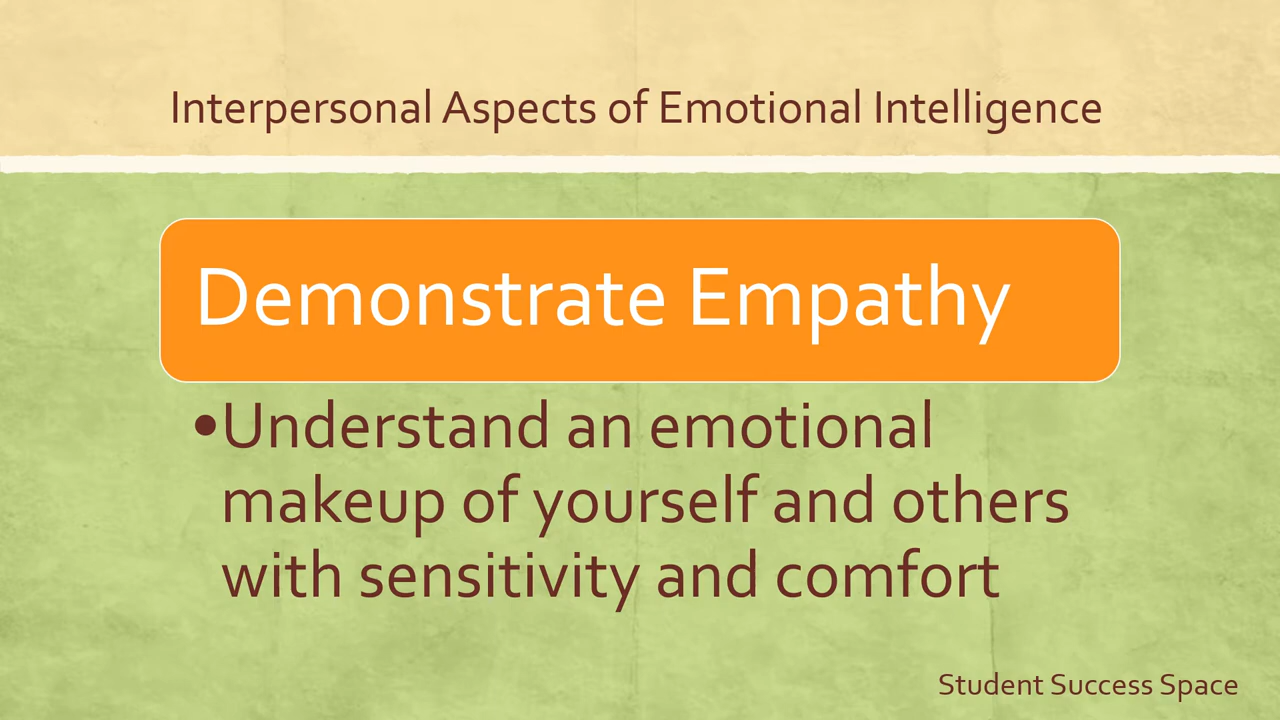 Interpersonal Aspects of Emotional Intelligence
Demonstrate Empathy
•Understand an emotional
makeup of yourself and others
with sensitivity and comfort
Student Success Space